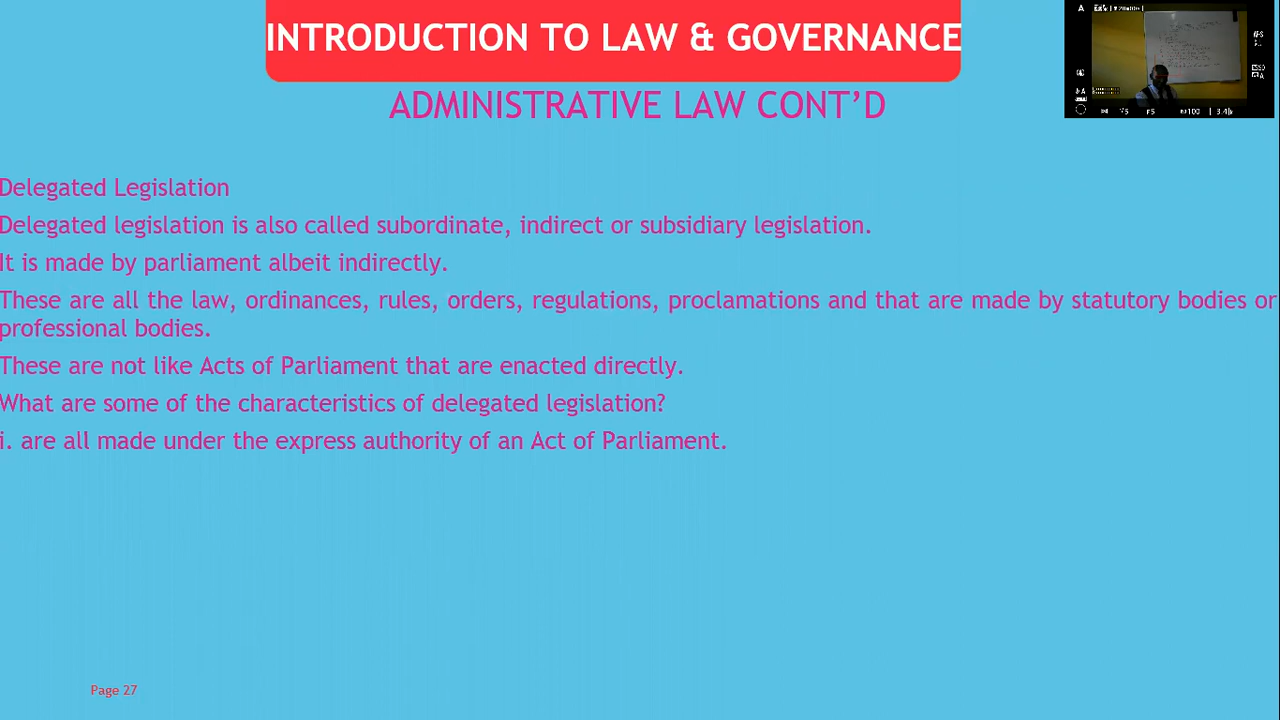 INTRODUCTION TO LAW & GOVERNANCE
ADMINISTRATIVE LAW CONT’D
Delegated Legislation
Delegated legislation is also called subordinate, indirect or subsidiary legislation.
It is made by parliament albeit indirectly.
These are all the law, ordinances, rules, orders, regulations, proclamations and that are made by statutory bodies or
professional bodies.
These are not like Acts of Parliament that are enacted directly.
What are some of the characteristics of delegated legislation?
i. are all made under the express authority of an Act of Parliament.
Page 27